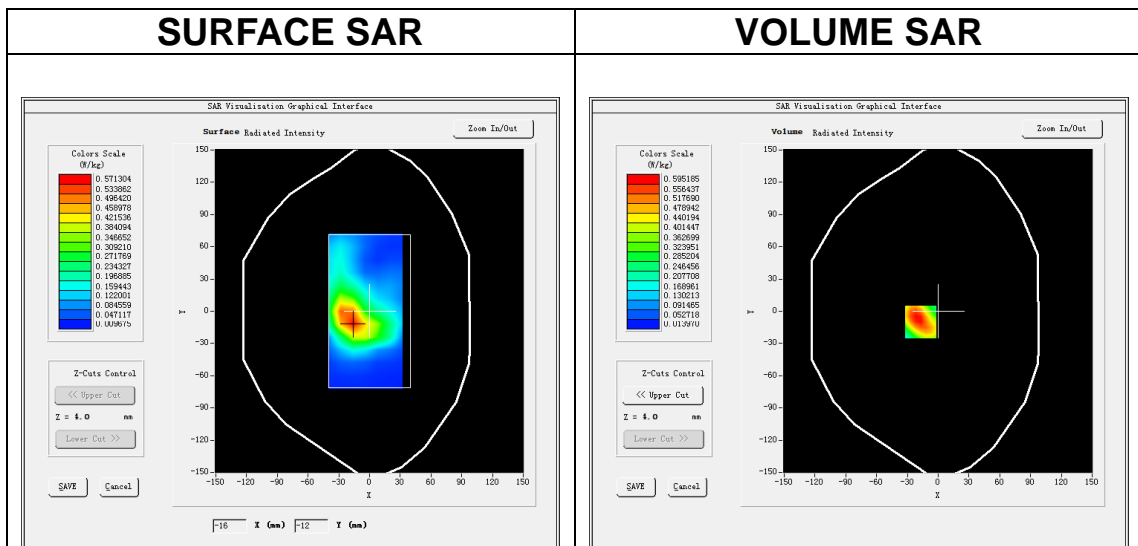 SURFACE SAR
SAR Visualisation Graphical Interface
Surface Radiated Intensity
Zoom In/Out
Colors Scale
(W/kg)
0.571304
0.533862
0.496420
0.458978
0.421536
0.384094
0.346652
0.309210
0.271769
0.234327
0.196885
0.159443
0.122001
0.084559
0.047117
0.009675
Z-Cuts Control
<< Upper Cut
Z = 4.0 mm
Lower Cut >>
SAVE Cancel
150
120
90
60
30
0
-30
-60
-90
-120
-150
Y
-150 -120 -90 -60 -30 0 30 60 90 120 150
X
-16 X (mm) -12 Y (mm)
VOLUME SAR
SAR Visualisation Graphical Interface
Volume Radiated Intensity
Zoom In/Out
Colors Scale
(W/kg)
0.595185
0.556437
0.517690
0.478942
0.440194
0.401447
0.362699
0.323951
0.285204
0.246456
0.207708
0.168961
0.130213
0.091465
0.052718
0.013970
Z-Cuts Control
<< Upper Cut
Z = 4.0 mm
Lower Cut >>
SAVE Cancel
150
120
90
60
30
0
-30
-60
-90
-120
-150
Y
-150 -120 -90 -60 -30 0 30 60 90 120 150
X